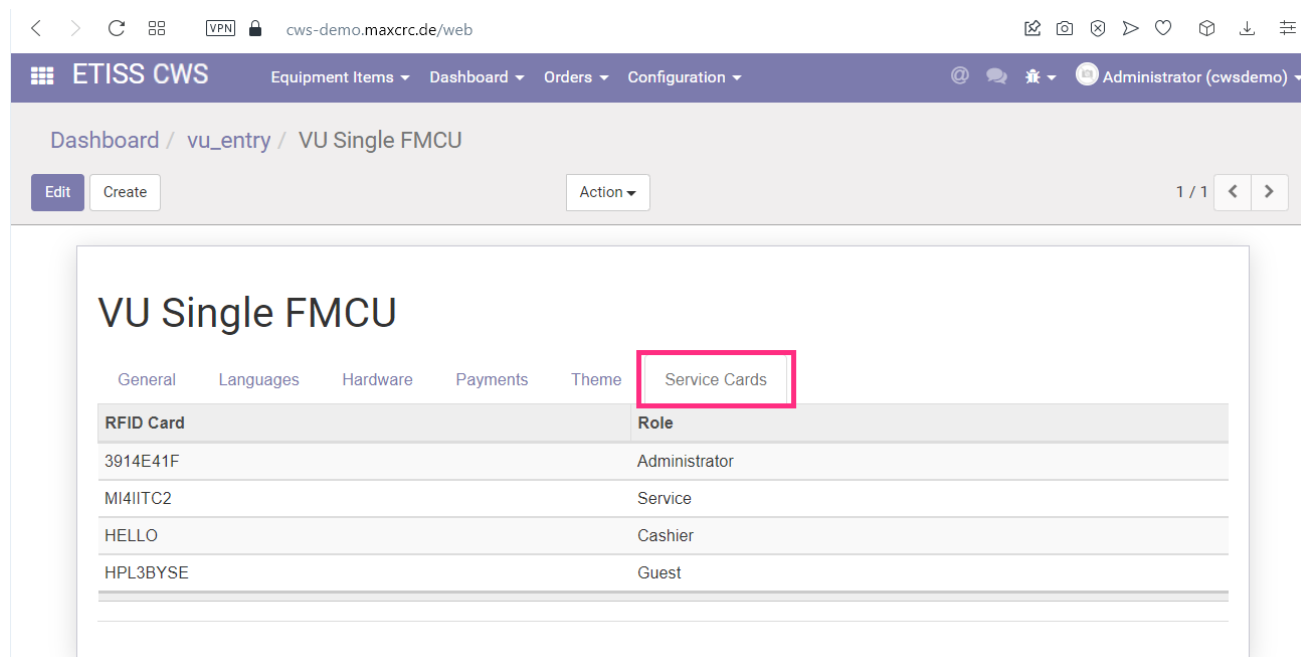 VPN cws-demo.maxcrc.de/web
ETISS CWS Equipment Items Dashboard Orders Configuration @ Administrator (cwsdemo)
Dashboard / vu_entry / VU Single FMCU
Edit Create Action 1 / 1
VU Single FMCU
General Languages Hardware Payments Theme Service Cards
RFID Card Role
3914E41F Administrator
MI4IITC2 Service
HELLO Cashier
HPL3BYSE Guest